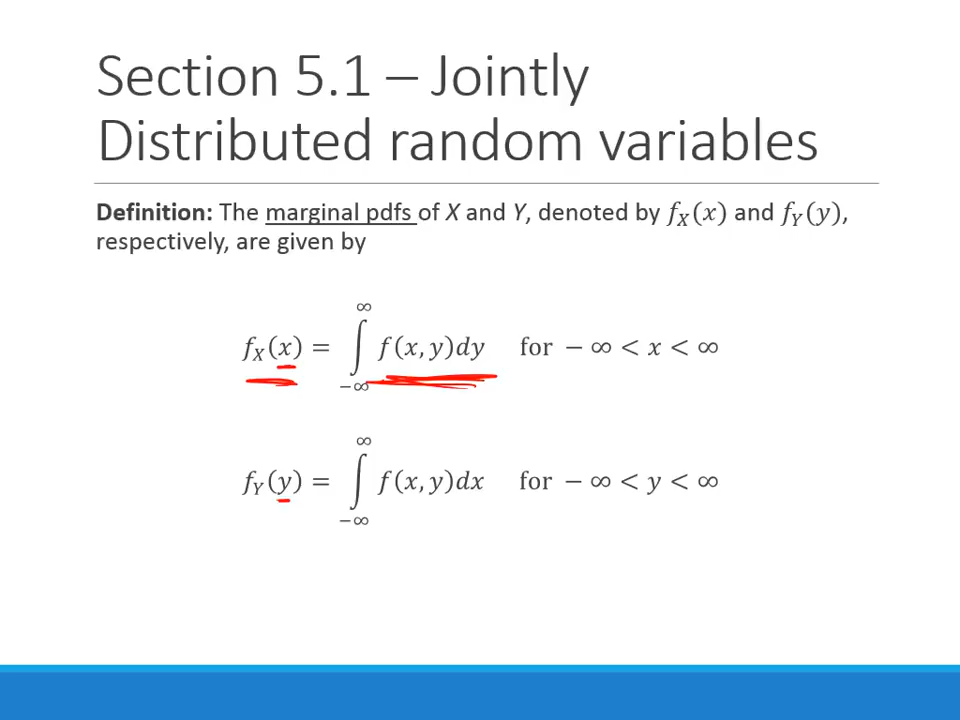 Section 5.1 – Jointly
Distributed random variables
Definition: The marginal pdfs of X and Y, denoted by f_X(x) and f_Y(y),
respectively, are given by
f_X(x) = ∫_{−∞}^{∞} f(x, y)dy for − ∞ < x < ∞
f_Y(y) = ∫_{−∞}^{∞} f(x, y)dx for − ∞ < y < ∞